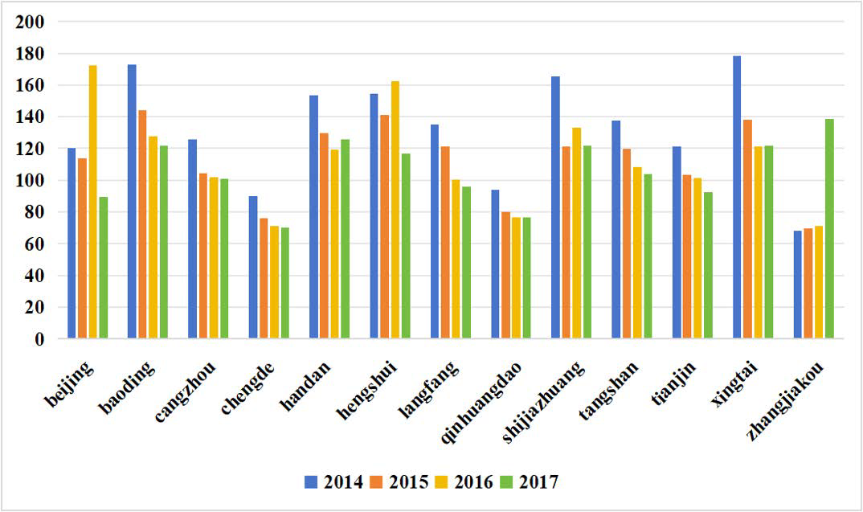 200
180
160
140
120
100
80
60
40
20
0
beijing
baoding
cangzhou
chengde
handan
hengshui
langfang
qinhuangdao
shijiazhuang
tangshan
tianjin
xingtai
zhangjiakou
2014 2015 2016 2017